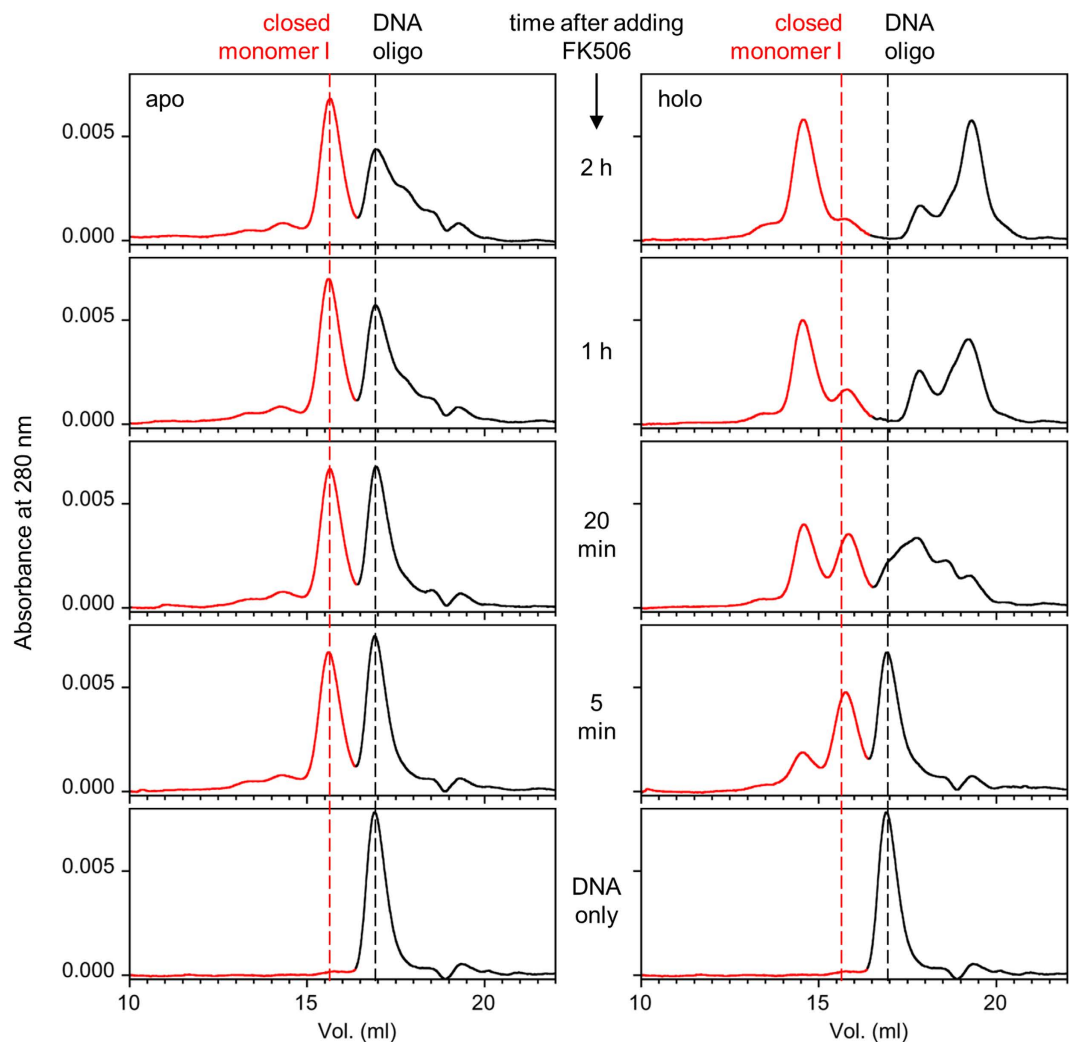 closed
monomer I
DNA
oligo
time after adding
FK506
closed
monomer I
DNA
oligo
apo
holo
0.005
0.000
2 h
0.005
0.000
1 h
0.005
0.000
20
min
0.005
0.000
5
min
0.005
0.000
DNA
only
Absorbance at 280 nm
10
15
20
10
15
20
Vol. (ml)
Vol. (ml)